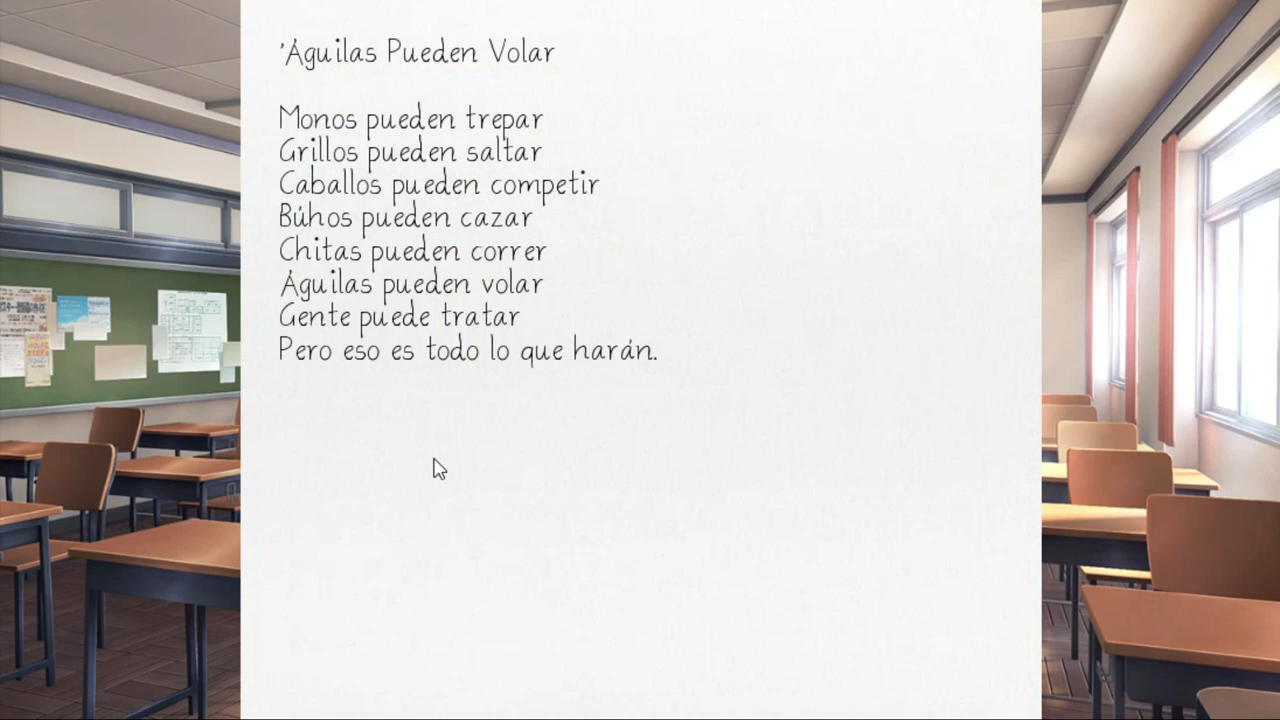 'Águilas Pueden Volar
Monos pueden trepar
Grillos pueden saltar
Caballos pueden competir
Búhos pueden cazar
Chitas pueden correr
Águilas pueden volar
Gente puede tratar
Pero eso es todo lo que harán.